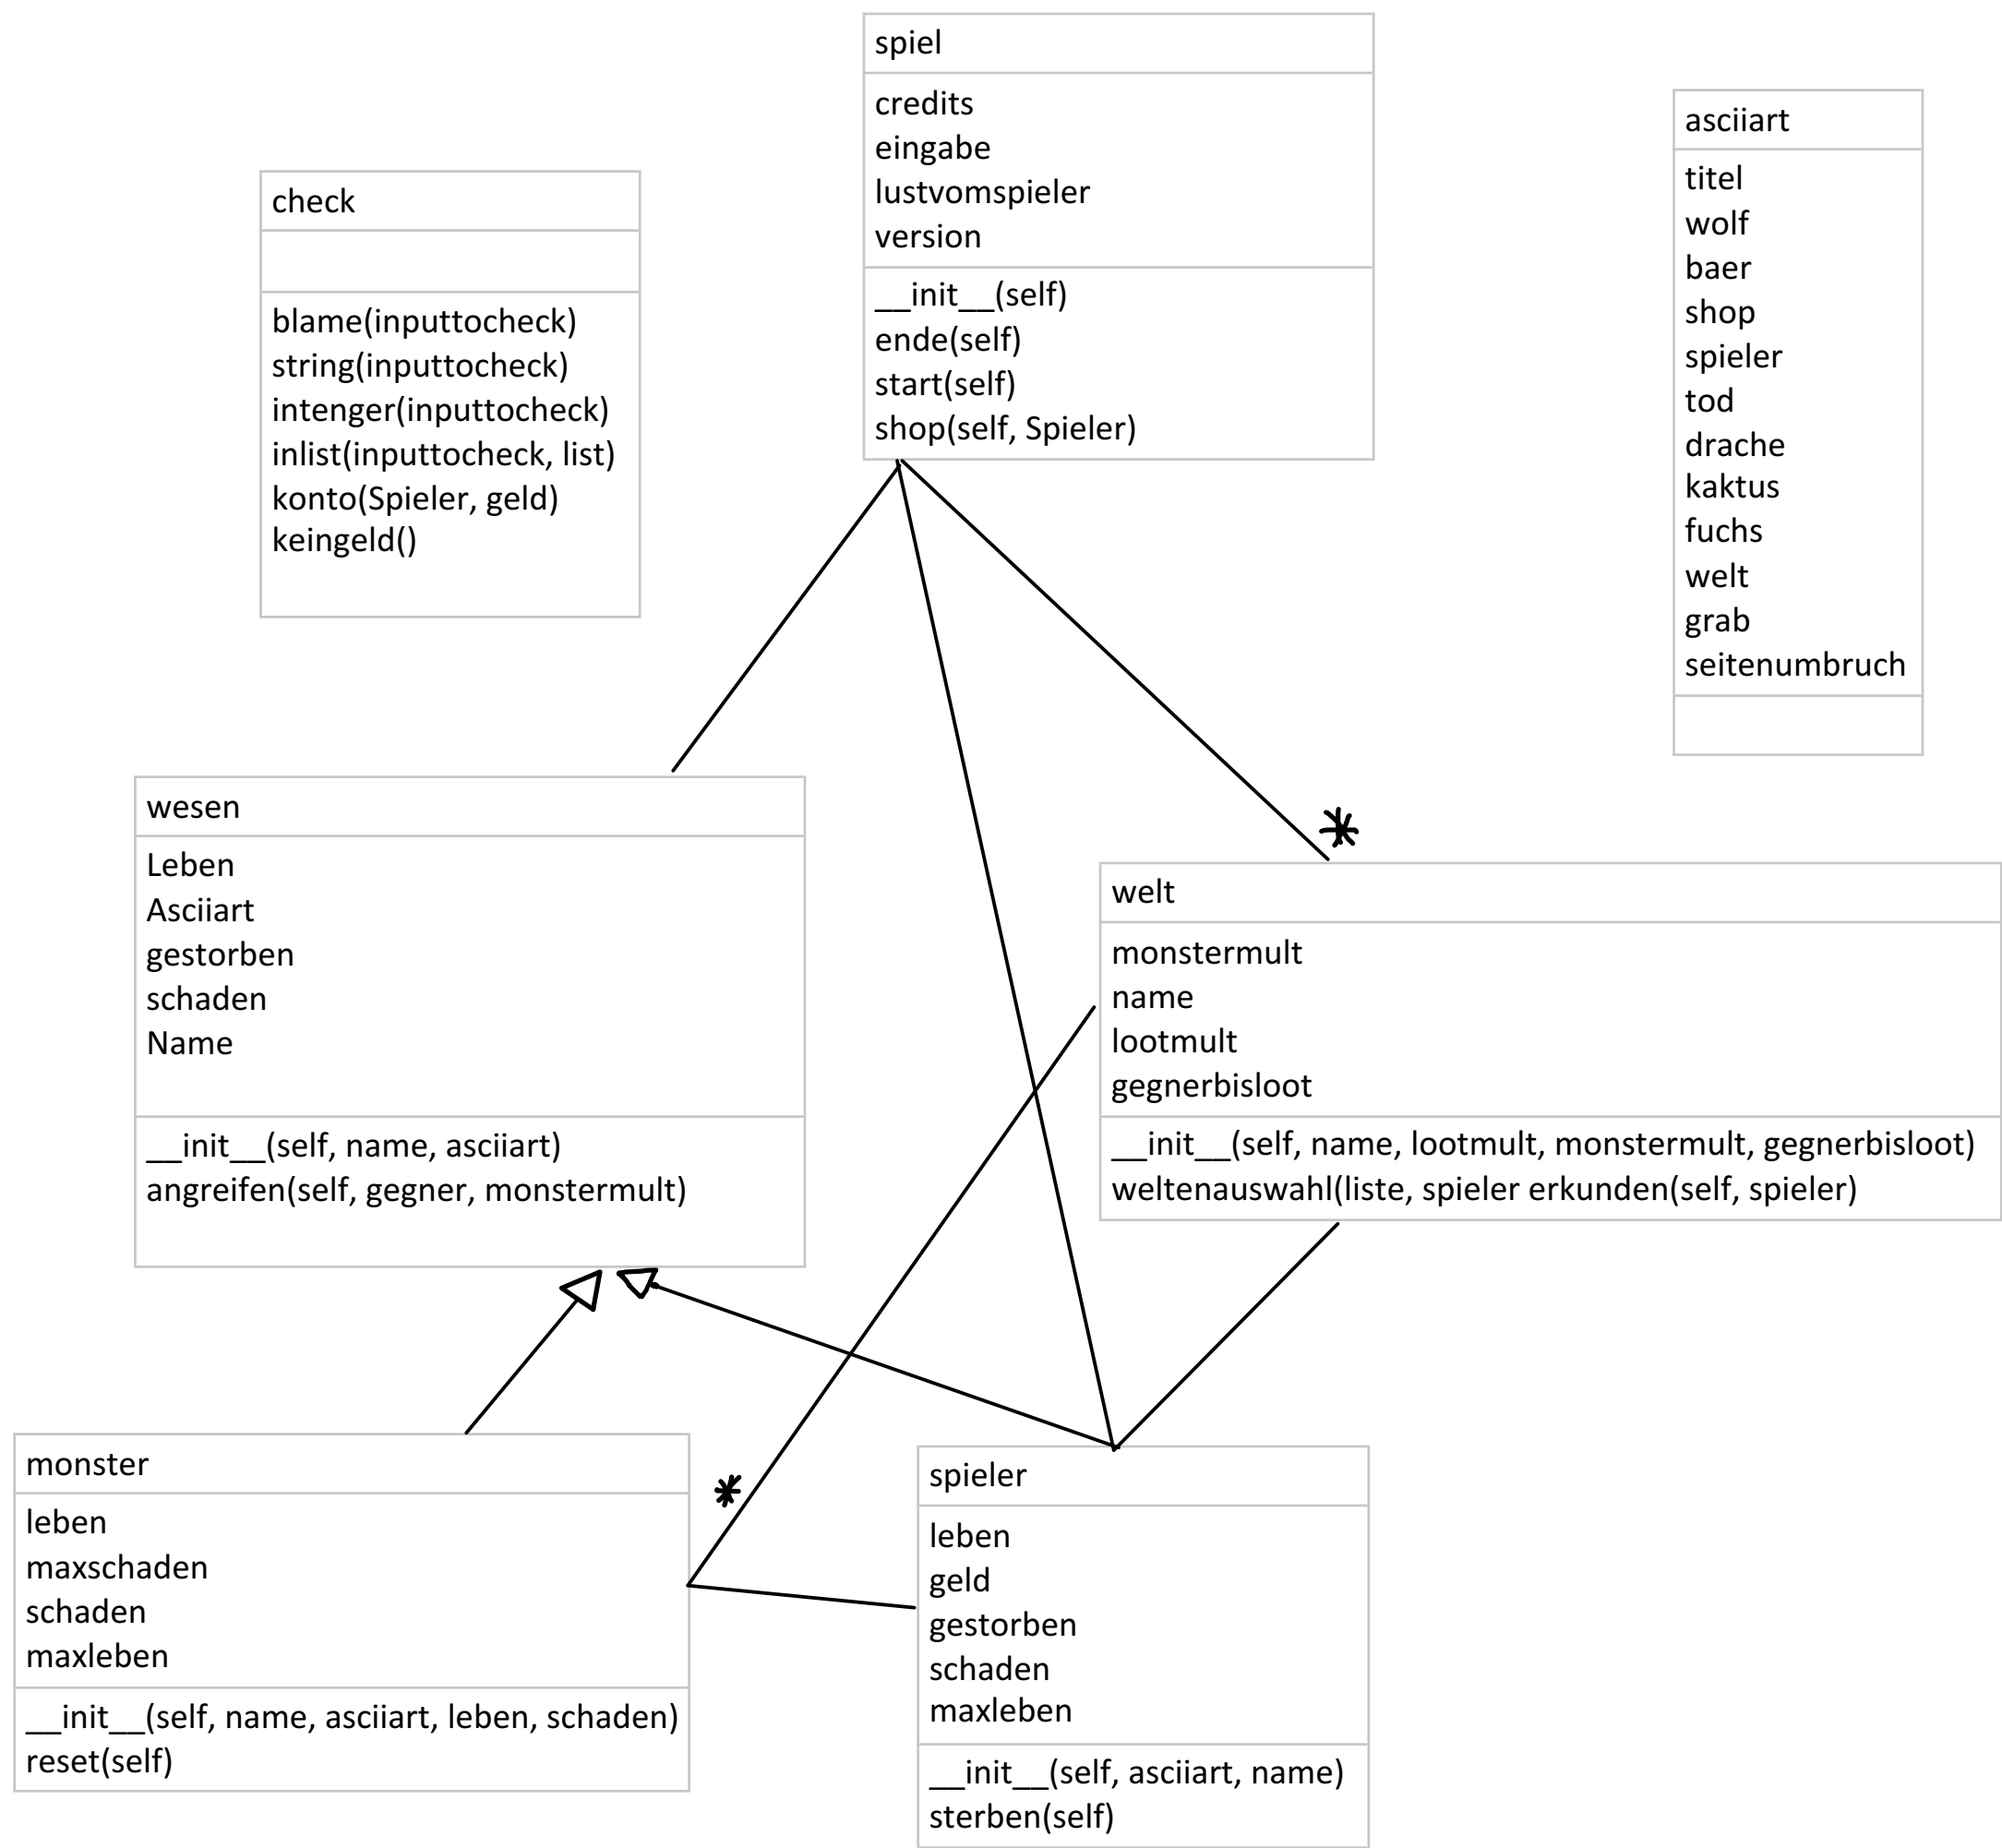 spiel
credits
eingabe
lustvomspieler
version
__init__(self)
ende(self)
start(self)
shop(self, Spieler)
asciiart
titel
wolf
baer
shop
spieler
tod
drache
kaktus
fuchs
welt
grab
seitenumbruch
check
blame(inputtocheck)
string(inputtocheck)
intenger(inputtocheck)
inlist(inputtocheck, list)
konto(Spieler, geld)
keingeld()
wesen
Leben
Asciiart
gestorben
schaden
Name
__init__(self, name, asciiart)
angreifen(self, gegner, monstermult)
*
welt
monstermult
name
lootmult
gegnerbisloot
__init__(self, name, lootmult, monstermult, gegnerbisloot)
weltenauswahl(liste, spieler erkunden(self, spieler)
monster
leben
maxschaden
schaden
maxleben
__init__(self, name, asciiart, leben, schaden)
reset(self)
*
spieler
leben
geld
gestorben
schaden
maxleben
__init__(self, asciiart, name)
sterben(self)